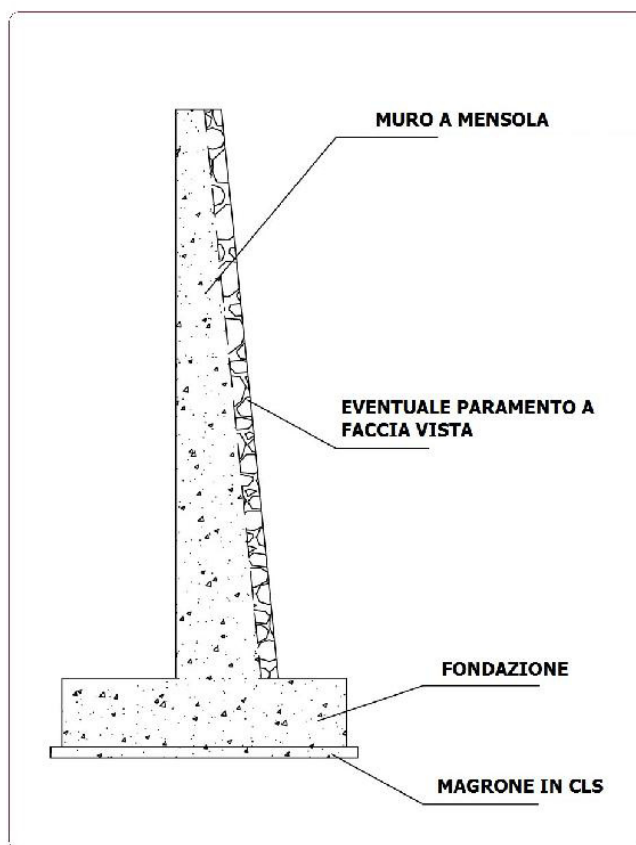 MURO A MENSOLA
EVENTUALE PARAMENTO A
FACCIA VISTA
FONDAZIONE
MAGRONE IN CLS